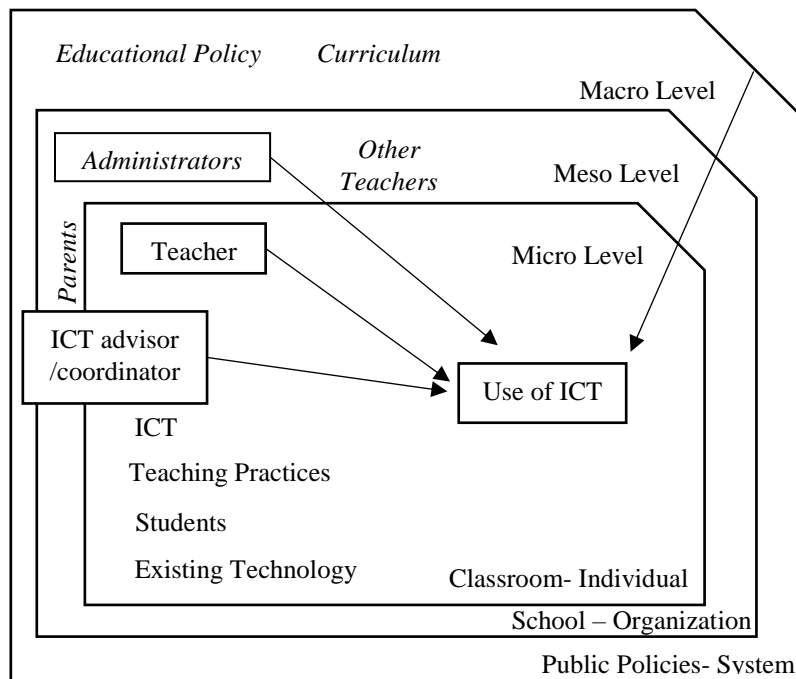 Educational Policy Curriculum
Macro Level
Administrators
Other
Teachers
Meso Level
Parents
Teacher
Micro Level
ICT advisor
/coordinator
Use of ICT
ICT
Teaching Practices
Students
Existing Technology
Classroom- Individual
School – Organization
Public Policies- System